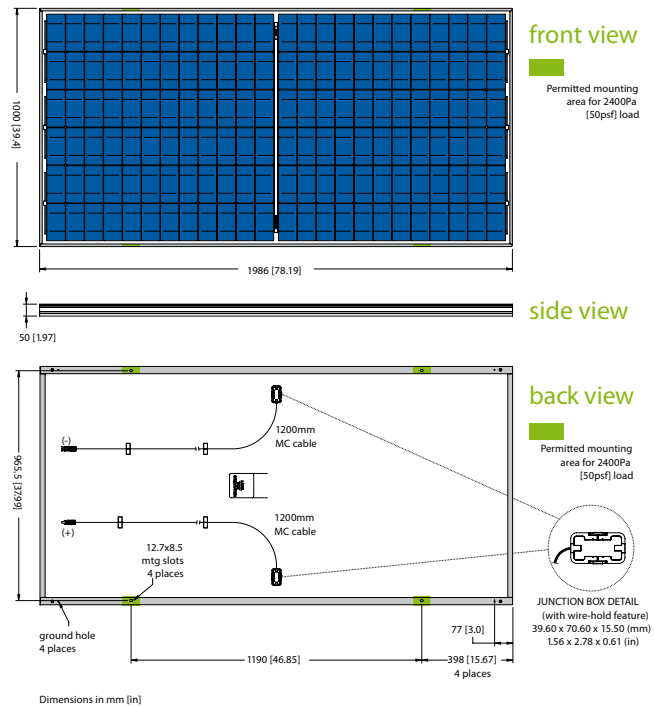 front view
Permitted mounting
area for 2400Pa
[50psf] load
1000 [39.4]
1986 [78.19]
side view
50 [1.97]
back view
Permitted mounting
area for 2400Pa
[50psf] load
965.5 [37.99]
(-)
1200mm
MC cable
(+)
1200mm
MC cable
12.7x8.5
mtg slots
4 places
ground hole
4 places
77 [3.0]
1190 [46.85]
398 [15.67]
4 places
JUNCTION BOX DETAIL
(with wire-hold feature)
39.60 x 70.60 x 15.50 (mm)
1.56 x 2.78 x 0.61 (in)
Dimensions in mm [in]